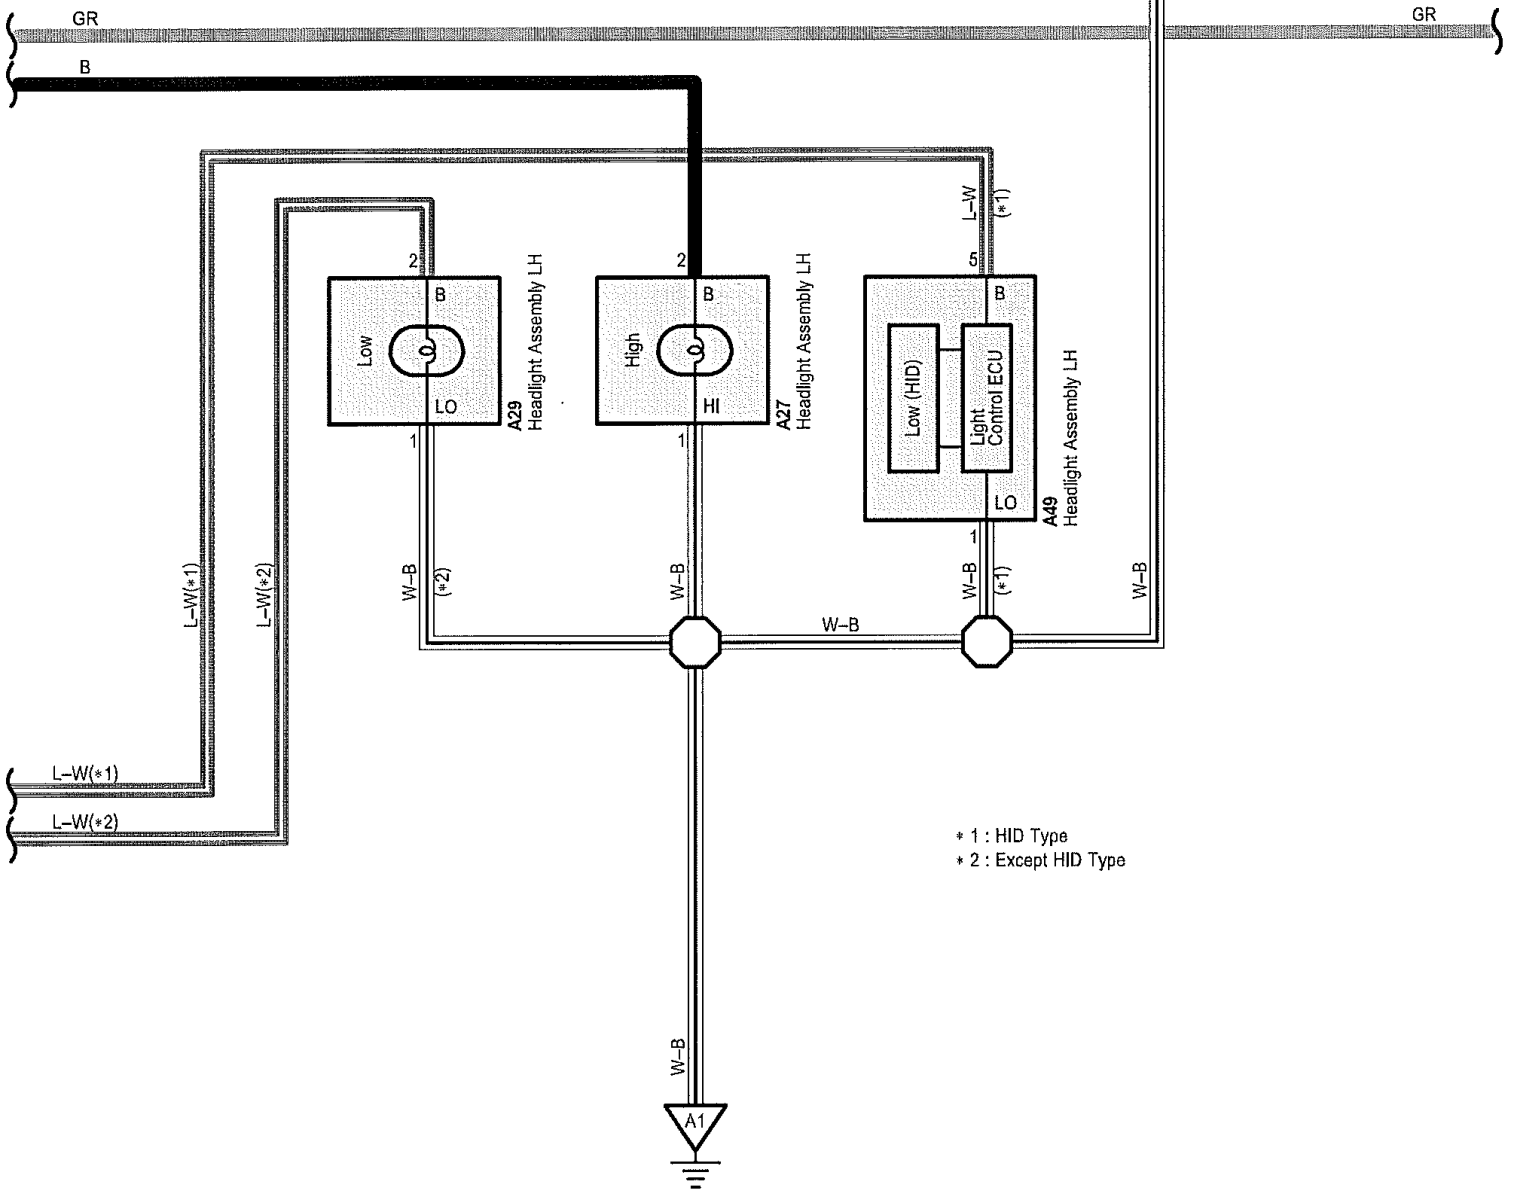 GR
GR
B
L–W
(*1)
2
2
5
B
B
B
Low
High
Low (HID)
Light
Control ECU
LO
HI
LO
A29
Headlight Assembly LH
A27
Headlight Assembly LH
A49
Headlight Assembly LH
1
1
1
L–W(*1)
L–W(*2)
W–B
(*2)
W–B
W–B
(*1)
W–B
W–B
L–W(*1)
L–W(*2)
* 1 : HID Type
* 2 : Except HID Type
W–B
A1